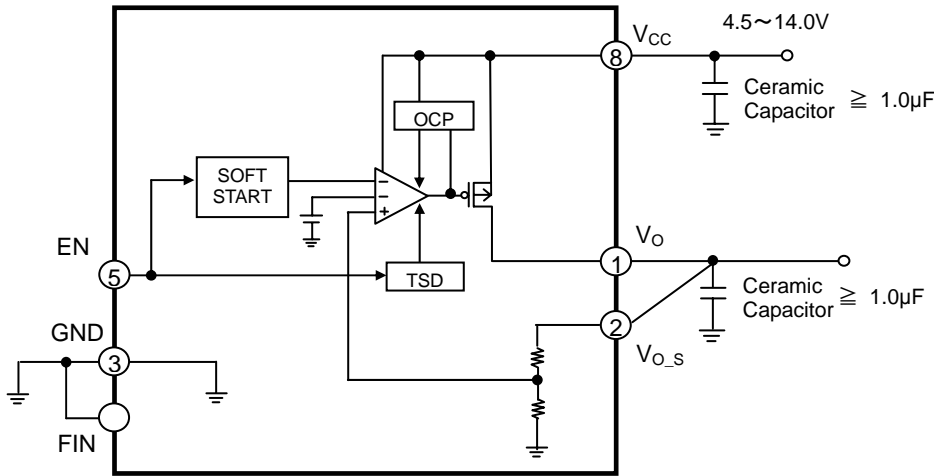 4.5～14.0V
VCC
8
Ceramic
Capacitor ≧ 1.0µF
OCP
SOFT
START
−
−
+
EN
5
TSD
VO
1
Ceramic
Capacitor ≧ 1.0µF
2
VO_S
GND
3
FIN